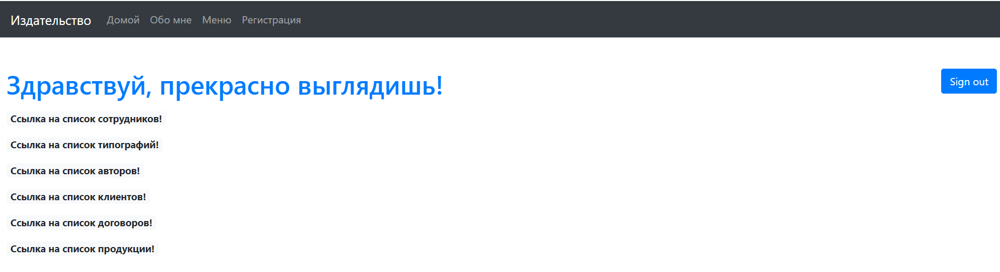 Издательство Домой Обо мне Меню Регистрация
Здравствуй, прекрасно выглядишь!
Sign out
Ссылка на список сотрудников!
Ссылка на список типографий!
Ссылка на список авторов!
Ссылка на список клиентов!
Ссылка на список договоров!
Ссылка на список продукции!